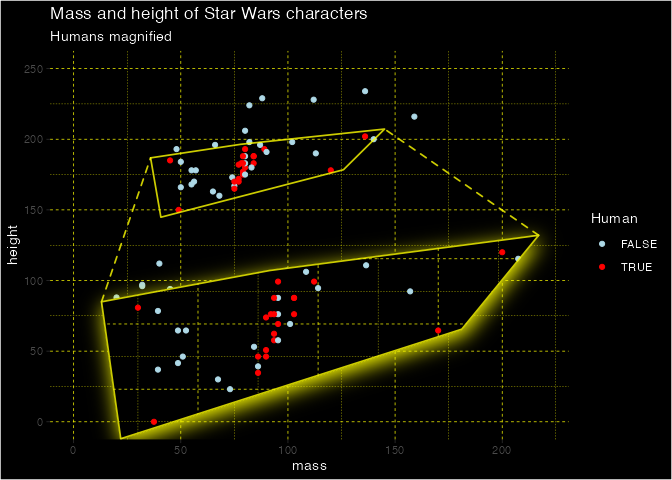 Mass and height of Star Wars characters
Humans magnified
250
200
150
100
50
0
height
0 50 100 150 200
mass
Human
FALSE
TRUE